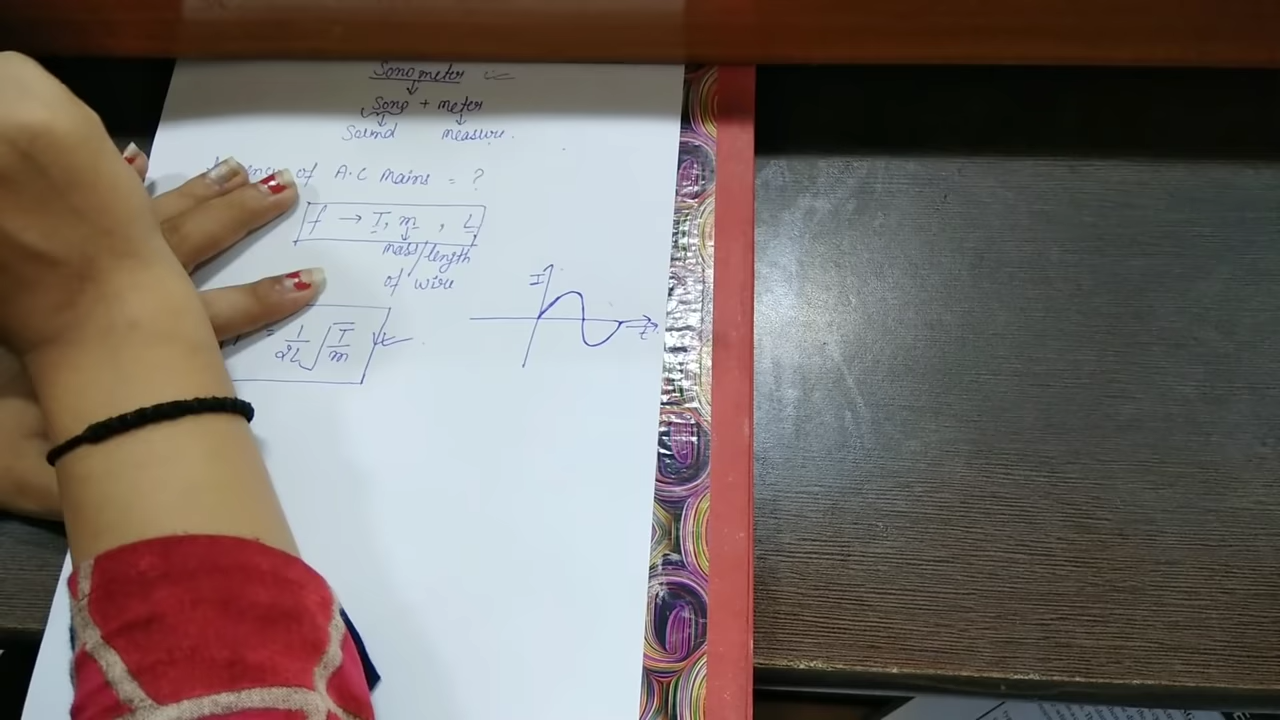 Sonometer
Sono + meter
Sound measure.
of A.C Mains = ?
f → T, m , L
mass/length
of wire
I
t
= 1/2L √T/m